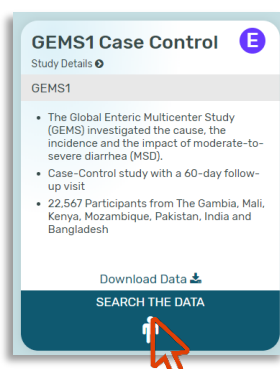 GEMS1 Case Control E
Study Details
GEMS1
• The Global Enteric Multicenter Study
(GEMS) investigated the cause, the
incidence and the impact of moderate-to-
severe diarrhea (MSD).
• Case-Control study with a 60-day follow-
up visit
• 22,567 Participants from The Gambia, Mali,
Kenya, Mozambique, Pakistan, India and
Bangladesh
Download Data
SEARCH THE DATA